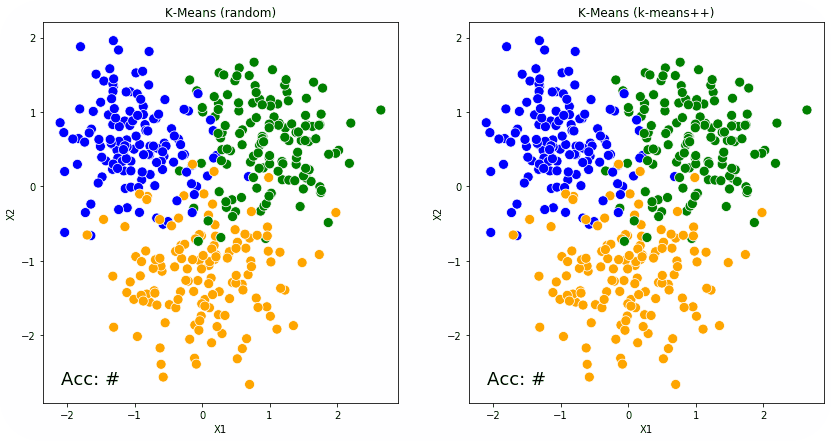 K-Means (random)
2
1
0
−1
−2
X2
Acc: #
−2 −1 0 1 2
X1
K-Means (k-means++)
2
1
0
−1
−2
X2
Acc: #
−2 −1 0 1 2
X1